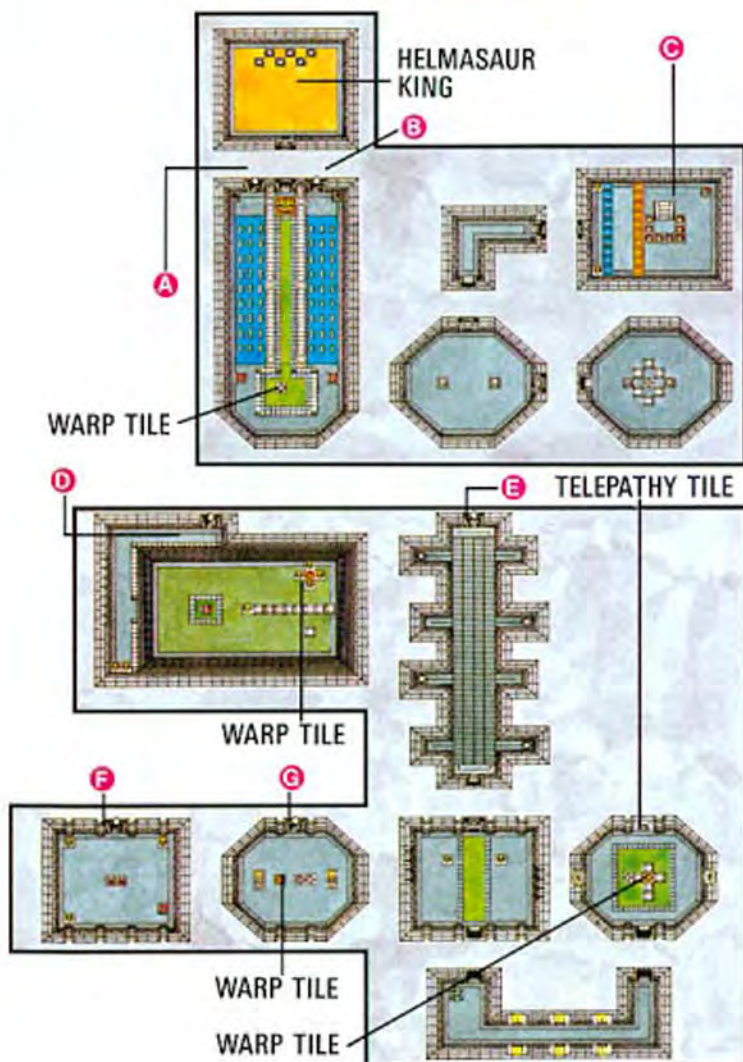 HELMASAUR
KING
C
B
A
WARP TILE
D
E
TELEPATHY TILE
WARP TILE
F
G
WARP TILE
WARP TILE